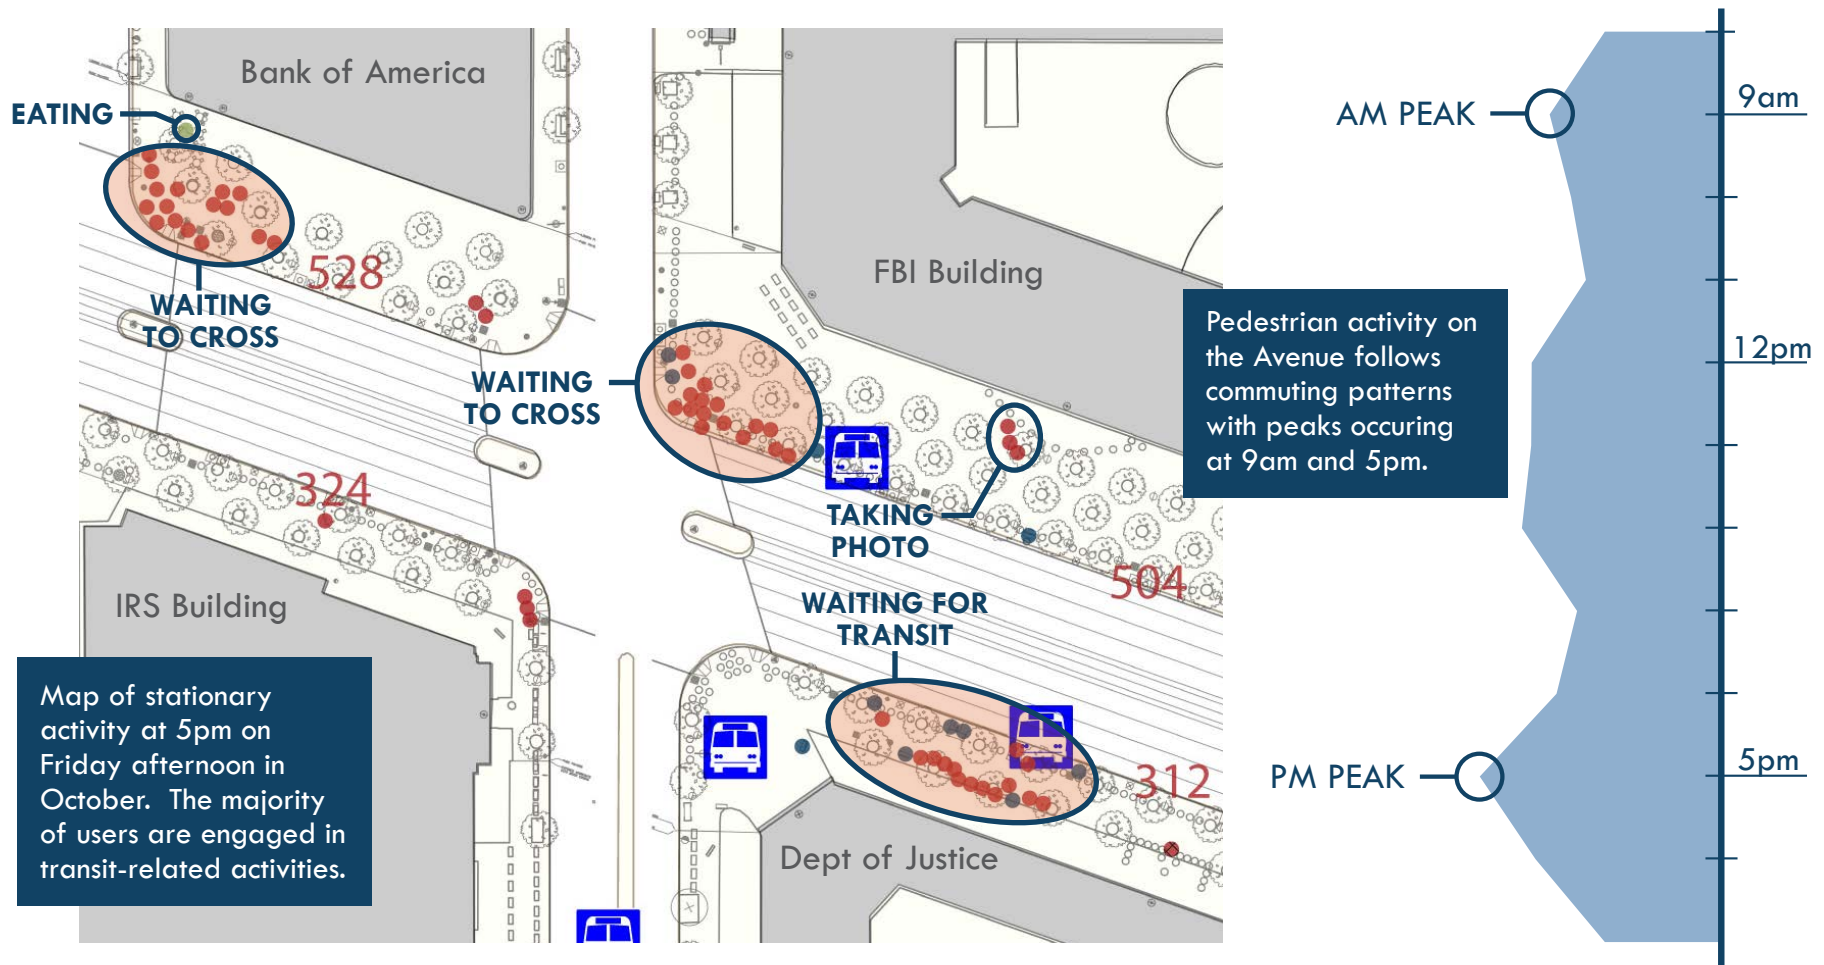 Bank of America
EATING
528
WAITING
TO CROSS
FBI Building
WAITING
TO CROSS
324
TAKING
PHOTO
504
IRS Building
WAITING FOR
TRANSIT
312
Dept of Justice
Map of stationary
activity at 5pm on
Friday afternoon in
October. The majority
of users are engaged in
transit-related activities.
AM PEAK
9am
Pedestrian activity on
the Avenue follows
commuting patterns
with peaks occuring
at 9am and 5pm.
12pm
PM PEAK
5pm